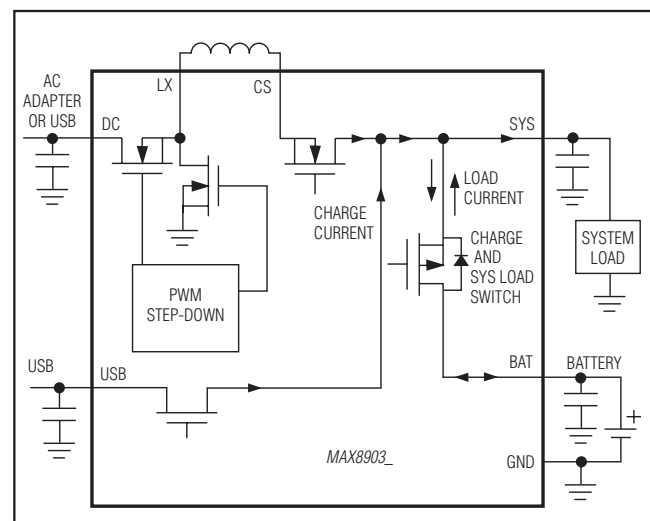 AC
ADAPTER
OR USB
DC
LX
CS
SYS
CHARGE
CURRENT
LOAD
CURRENT
CHARGE
AND
SYS LOAD
SWITCH
SYSTEM
LOAD
PWM
STEP-DOWN
USB
USB
BAT
BATTERY
+
GND
MAX8903_